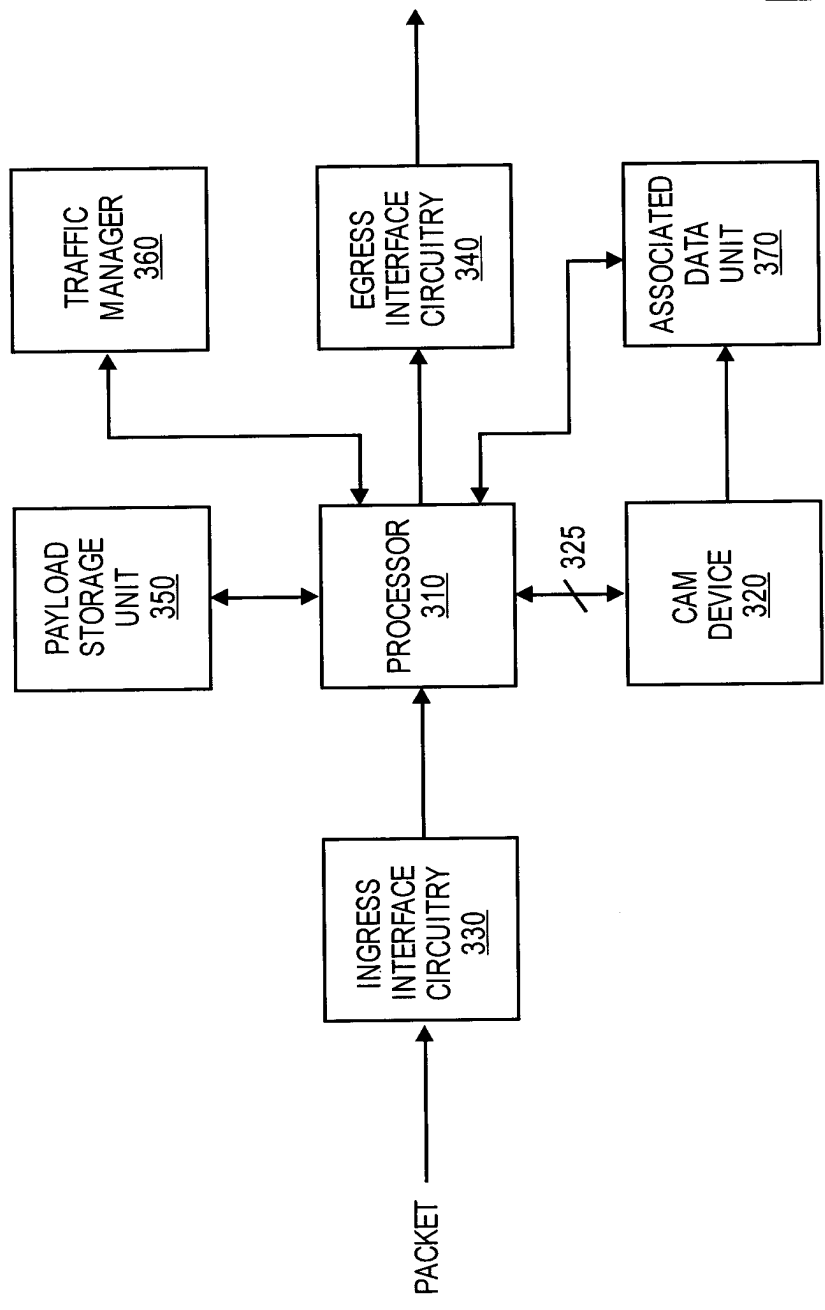 PACKET
INGRESS
INTERFACE
CIRCUITRY
330
PAYLOAD
STORAGE
UNIT
350
PROCESSOR
310
325
CAM
DEVICE
320
TRAFFIC
MANAGER
360
EGRESS
INTERFACE
CIRCUITRY
340
ASSOCIATED
DATA
UNIT
370